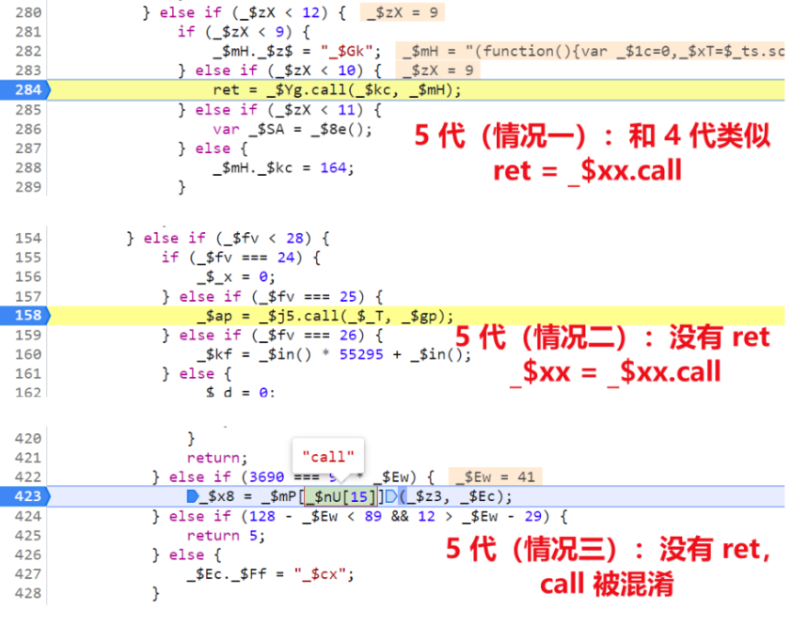 280 } else if (_$zX < 12) { _$zX = 9
281 if (_$zX < 9) {
282 _$mH._$z$ = "_$Gk"; _$mH = "(function(){var _$1c=0,_$xT=$_ts.sc
283 } else if (_$zX < 10) { _$zX = 9
284 ret = _$Yg.call(_$kc, _$mH);
285 } else if (_$zX < 11) {
286 var _$SA = _$8e();
287 } else {
288 _$mH._$kc = 164;
289 }
5 代（情况一）：和 4 代类似
ret = _$xx.call
154 } else if (_$fv < 28) {
155 if (_$fv === 24) {
156 _$_x = 0;
157 } else if (_$fv === 25) {
158 _$ap = _$j5.call(_$_T, _$gp);
159 } else if (_$fv === 26) {
160 _$kf = _$in() * 55295 + _$in();
161 } else {
162 $ d = 0:
5 代（情况二）：没有 ret
_$xx = _$xx.call
420 }
421 return;
"call"
422 } else if (3690 === 9 * _$Ew) { _$Ew = 41
423 _$x8 = _$mP[_$nU[15]](_$z3, _$Ec);
424 } else if (128 - _$Ew < 89 && 12 > _$Ew - 29) {
425 return 5;
426 } else {
427 _$Ec._$Ff = "_$cx";
428 }
5 代（情况三）：没有 ret，
call 被混淆